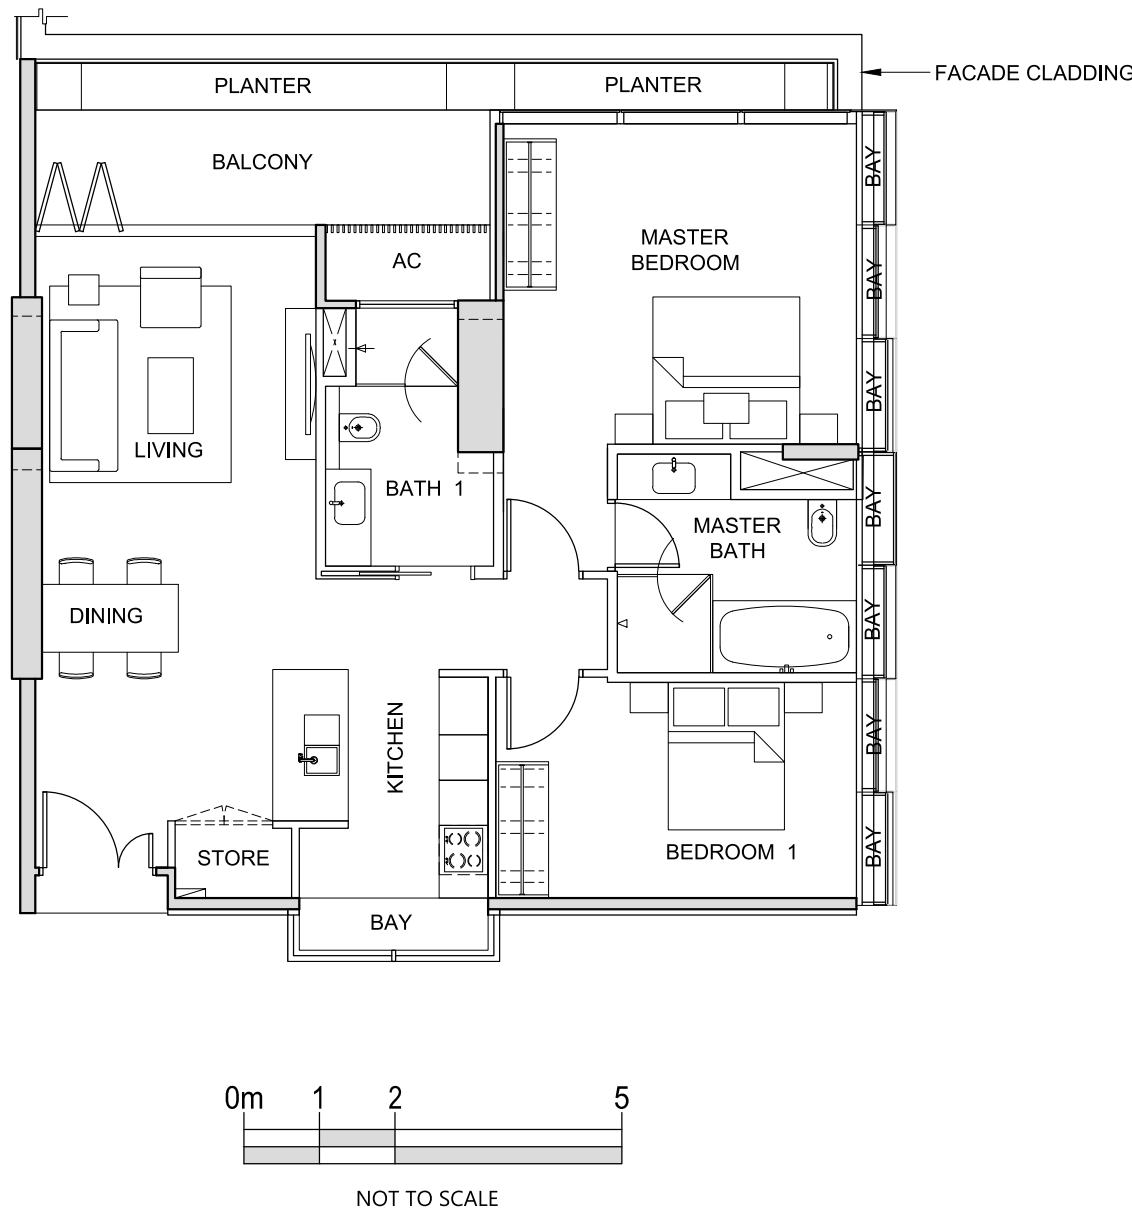 FACADE CLADDING
PLANTER
PLANTER
BALCONY
BAY
MASTER
BEDROOM
AC
BAY
BAY
LIVING
BATH 1
BAY
MASTER
BATH
DINING
BAY
KITCHEN
BAY
STORE
BEDROOM 1
BAY
BAY
0m 1 2 5
NOT TO SCALE